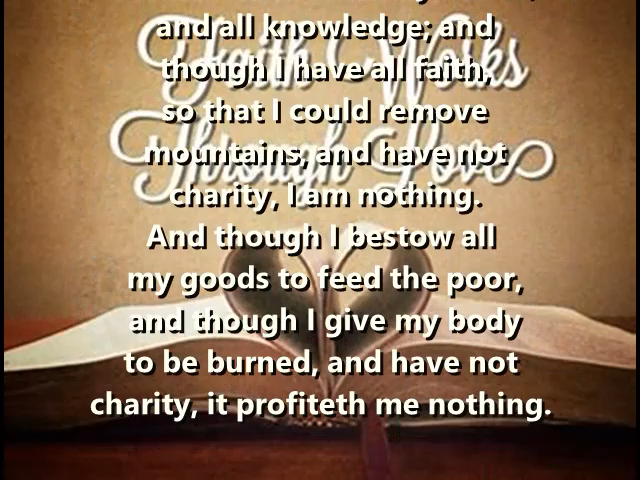 and all knowledge; and
though I have all faith,
so that I could remove
mountains, and have not
charity, I am nothing.
And though I bestow all
my goods to feed the poor,
and though I give my body
to be burned, and have not
charity, it profiteth me nothing.
Faith Works
Through Love